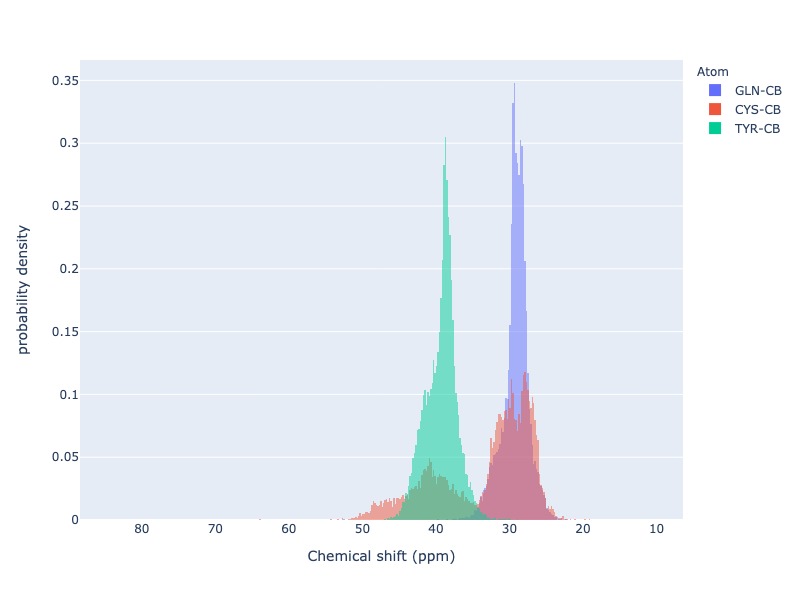 Atom
GLN-CB
CYS-CB
TYR-CB
0.35
0.3
0.25
0.2
0.15
0.1
0.05
0
probability density
80 70 60 50 40 30 20 10
Chemical shift (ppm)